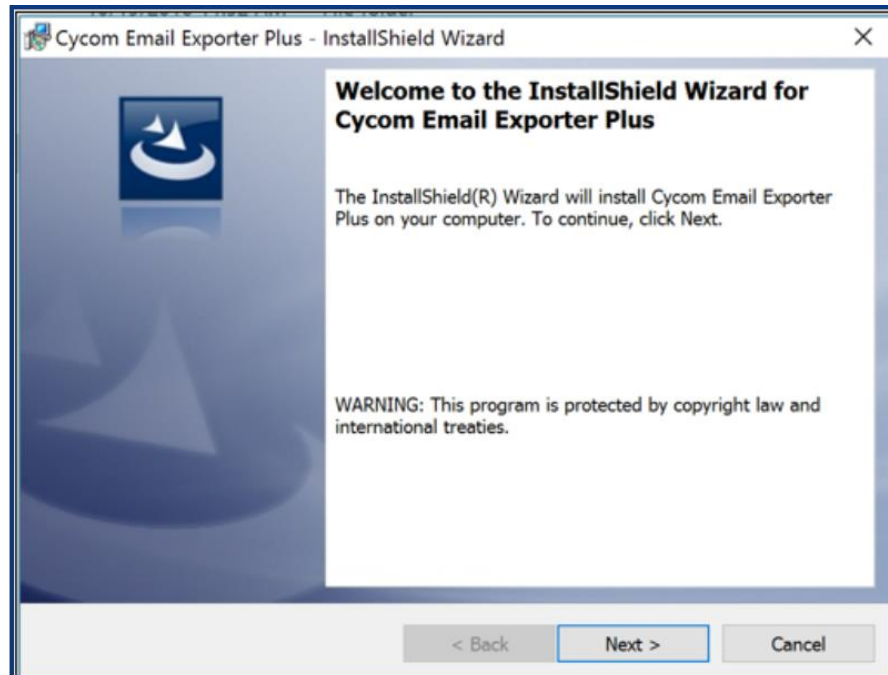 Cycom Email Exporter Plus - InstallShield Wizard
Welcome to the InstallShield Wizard for
Cycom Email Exporter Plus
The InstallShield(R) Wizard will install Cycom Email Exporter
Plus on your computer. To continue, click Next.
WARNING: This program is protected by copyright law and
international treaties.
< Back Next > Cancel